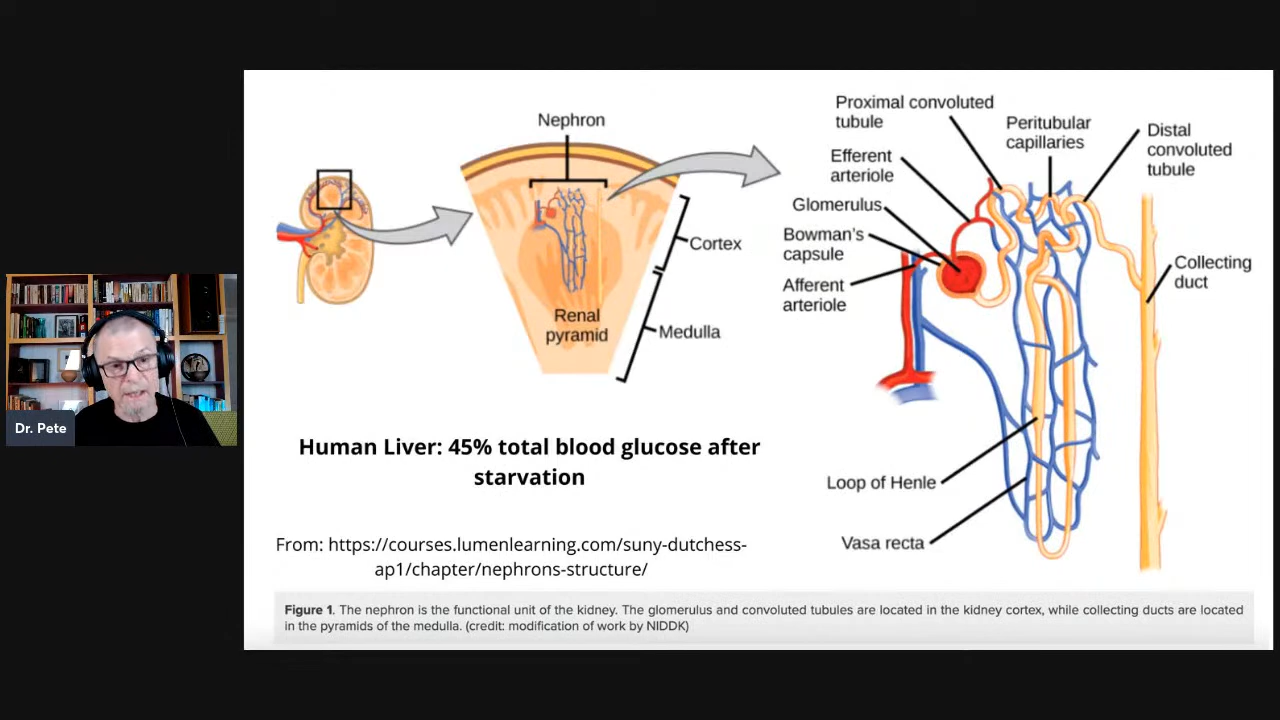 Nephron
Cortex
Renal
pyramid
Medulla
Proximal convoluted
tubule
Peritubular
capillaries
Distal
convoluted
tubule
Efferent
arteriole
Glomerulus
Bowman's
capsule
Afferent
arteriole
Collecting
duct
Loop of Henle
Vasa recta
Dr. Pete
Human Liver: 45% total blood glucose after
starvation
From: https://courses.lumenlearning.com/suny-dutchess-
ap1/chapter/nephrons-structure/
Figure 1. The nephron is the functional unit of the kidney. The glomerulus and convoluted tubules are located in the kidney cortex, while collecting ducts are located
in the pyramids of the medulla. (credit: modification of work by NIDDK)